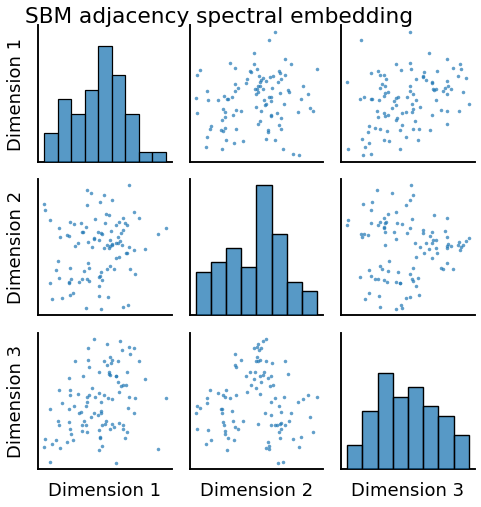 SBM adjacency spectral embedding
Dimension 1
Dimension 2
Dimension 3
Dimension 1 Dimension 2 Dimension 3